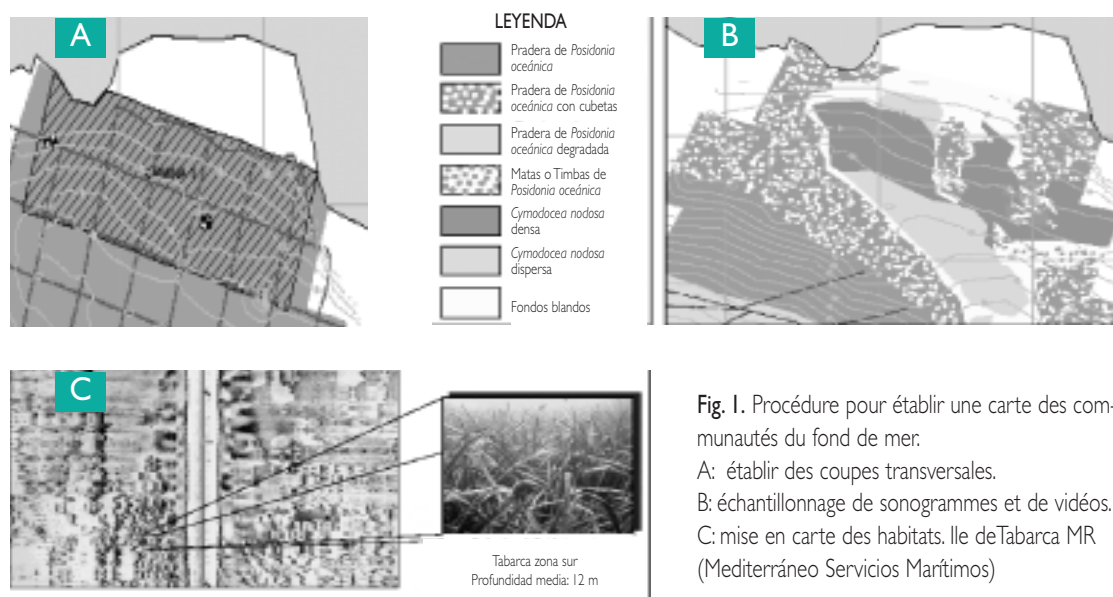 A
LEYENDA
Pradera de Posidonia
oceánica
Pradera de Posidonia
oceánica con cubetas
Pradera de Posidonia
oceánica degradada
Matas o Timbas de
Posidonia oceánica
Cymodocea nodosa
densa
Cymodocea nodosa
dispersa
Fondos blandos
B
C
Tabarca zona sur
Profundidad media: 12 m
Fig. 1. Procédure pour établir une carte des com-
munautés du fond de mer.
A: établir des coupes transversales.
B: échantillonnage de sonogrammes et de vidéos.
C: mise en carte des habitats. Ile deTabarca MR
(Mediterráneo Servicios Marítimos)